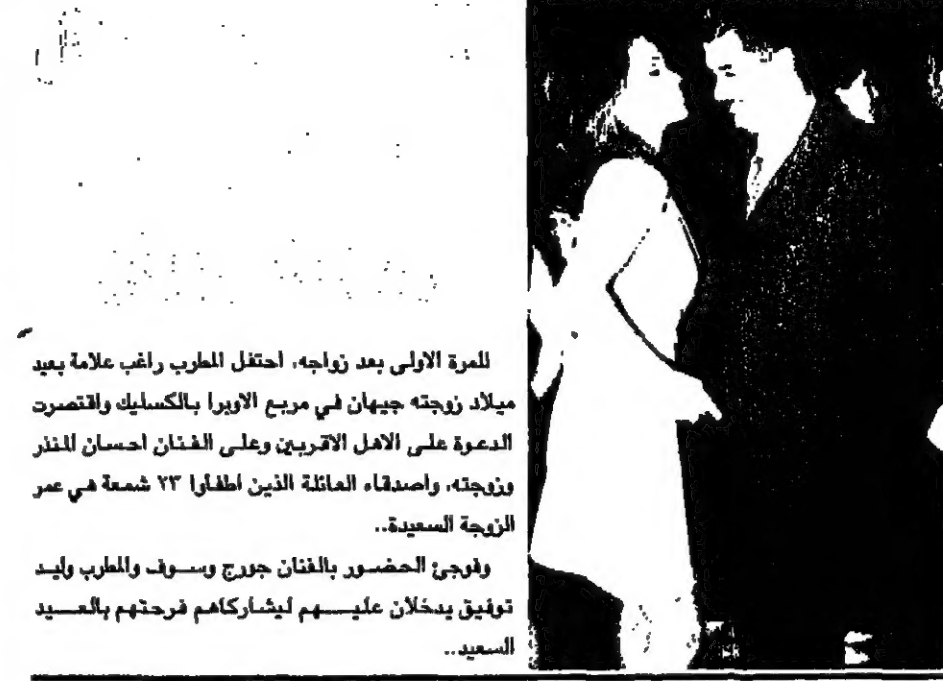 للمرة الاولى بعد زواجه، احتفل المطرب راغب علامة بعيد
ميلاد زوجته جيهان في مربع الاوبرا بالكسليك واقتصرت
الدعوة على الاهل الاقربين وعلى الفنان احسان المنذر
وزوجته، واصدقاء العائلة الذين اطفأوا ٢٣ شمعة هي عمر
الزوجة السعيدة..
وفوجئ الحضور بالفنان جورج وسوف والمطرب وليد
توفيق يدخلان عليهم ليشاركاهم فرحتهم بالعيد
السعيد..